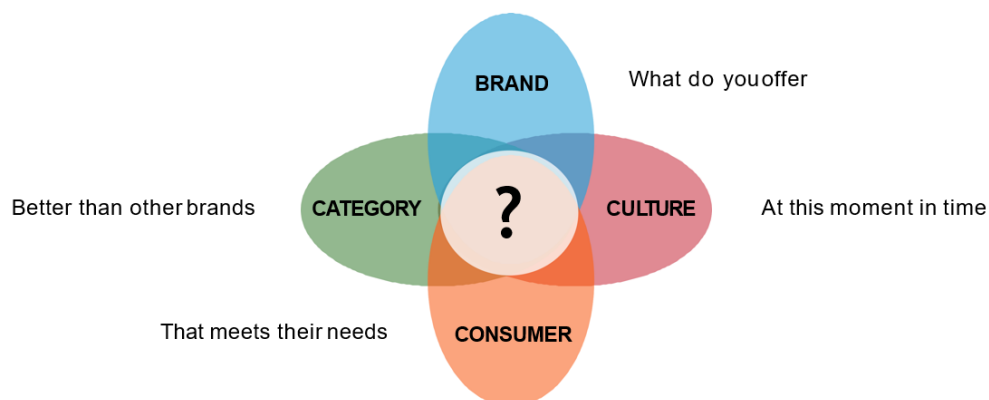 BRAND
What do you offer
Better than other brands
CATEGORY
?
CULTURE
At this moment in time
That meets their needs
CONSUMER